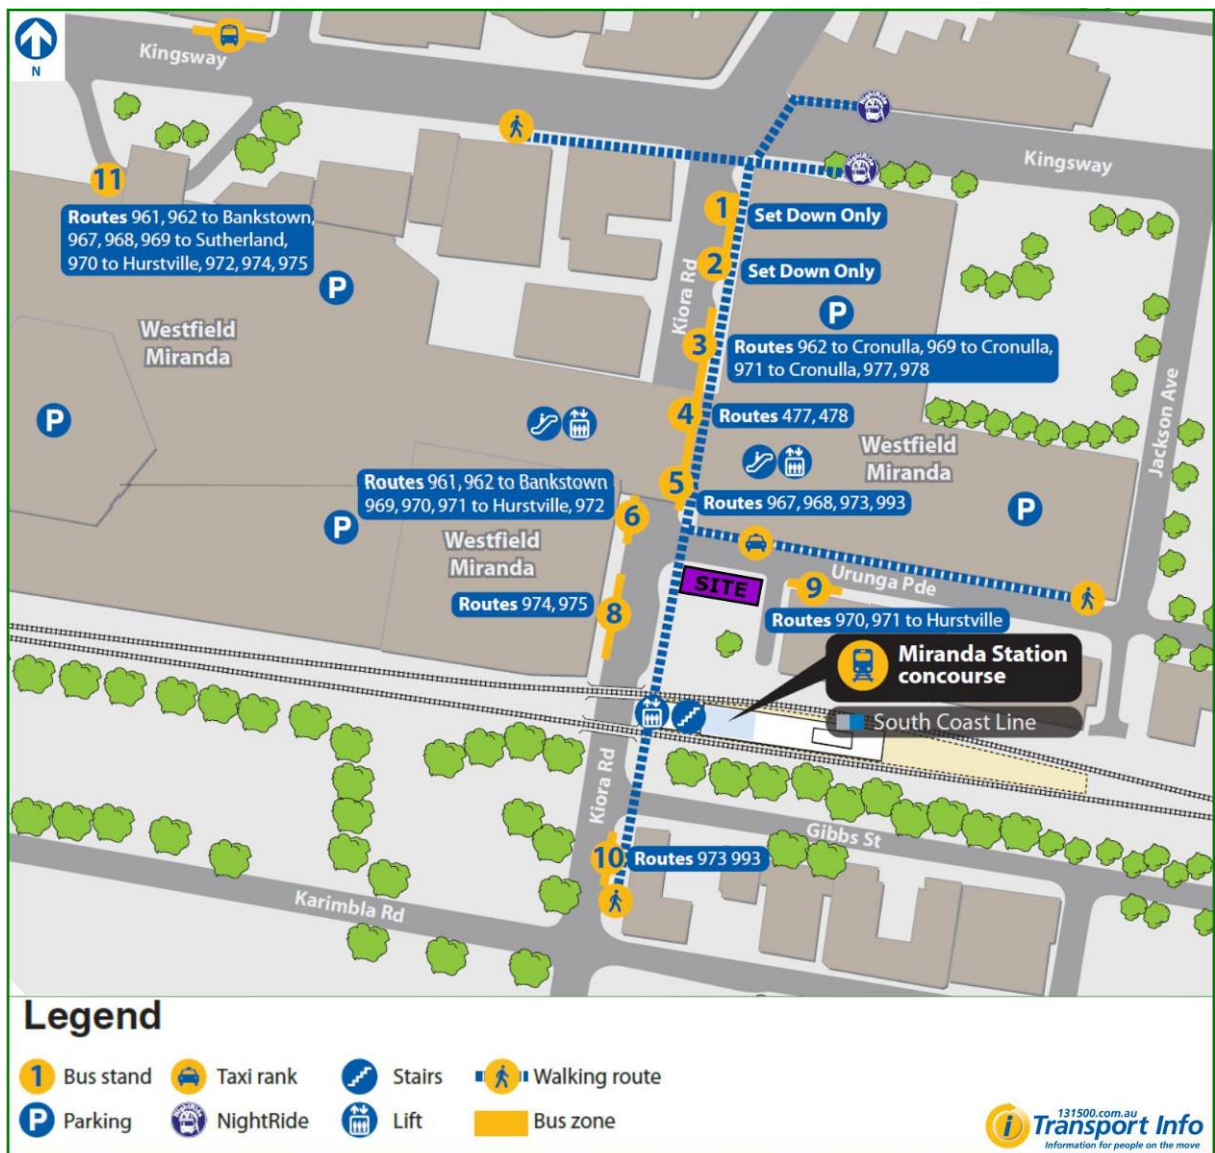 N
Kingsway
Kingsway
11
Routes 961, 962 to Bankstown,
967, 968, 969 to Sutherland,
970 to Hurstville, 972, 974, 975
NightRide
NightRide
1
Set Down Only
2
Set Down Only
Kiora Rd
P
P
Westfield
Miranda
3
Routes 962 to Cronulla, 969 to Cronulla,
971 to Cronulla, 977, 978
Jackson Ave
P
4
Routes 477, 478
Westfield
Miranda
5
Routes 961, 962 to Bankstown
969, 970, 971 to Hurstville, 972
Routes 967, 968, 973, 993
P
6
P
Westfield
Miranda
Urunga Pde
SITE
9
Routes 974, 975
8
Routes 970, 971 to Hurstville
Miranda Station
concourse
South Coast Line
Kiora Rd
Gibbs St
10
Routes 973 993
Karimbla Rd
Legend
1 Bus stand
Taxi rank
Stairs
Walking route
P Parking
NightRide NightRide
Lift
Bus zone
131500.com.au
i Transport Info
Information for people on the move